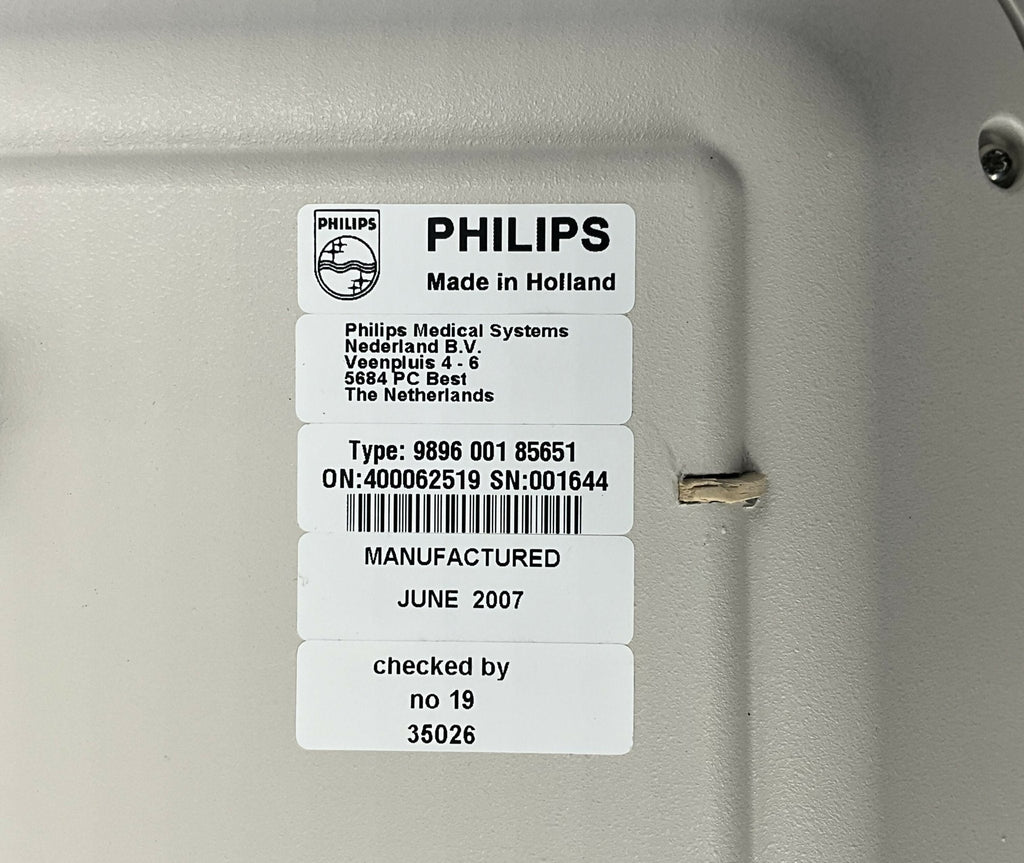 PHILIPS
PHILIPS
Made in Holland
Philips Medical Systems
Nederland B.V.
Veenpluis 4 - 6
5684 PC Best
The Netherlands
Type: 9896 001 85651
ON:400062519 SN:001644
MANUFACTURED
JUNE 2007
checked by
no 19
35026